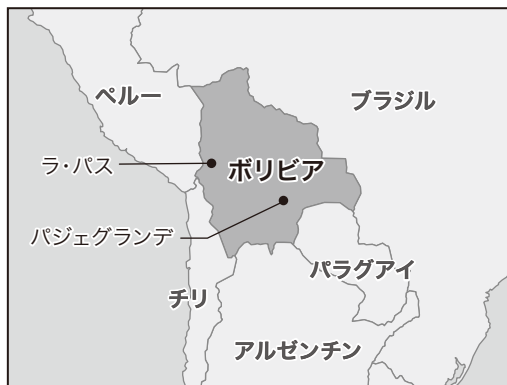 ペルー
ブラジル
ラ・パス
ボリビア
パジェグランデ
パラグアイ
チリ
アルゼンチン